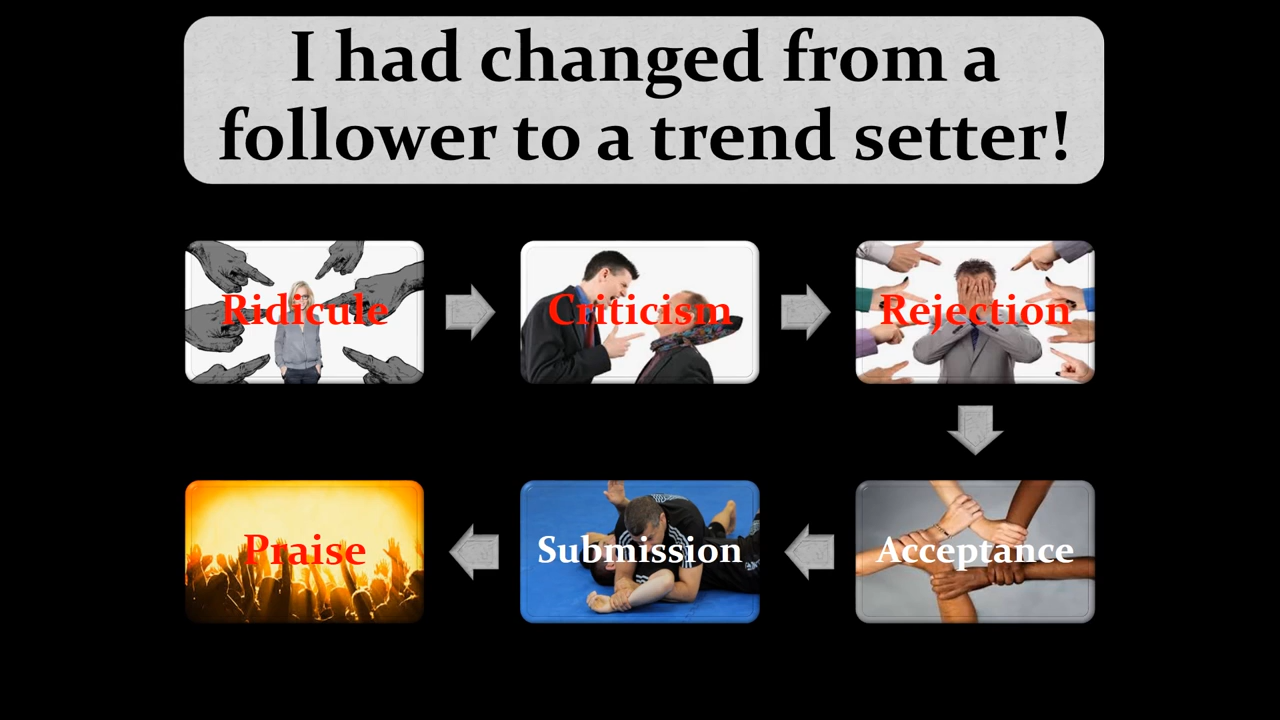 I had changed from a
follower to a trend setter!
Ridicule
Criticism
Rejection
Acceptance
Submission
Praise